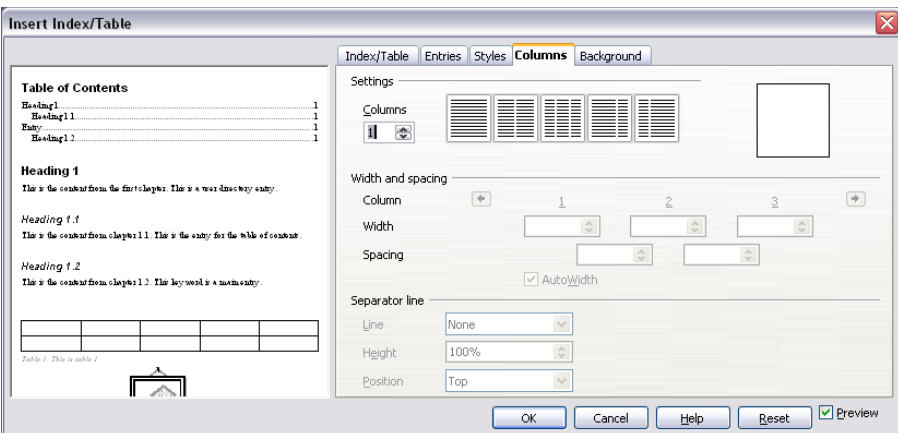 Insert Index/Table
Index/Table Entries Styles Columns Background
Table of Contents
Heading1 1
Heading1.1 1
Entry 1
Heading1.2 1
Heading 1
This is the content from the first chapter. This is a user directory entry.
Heading 1.1
This is the content from chapter 1.1. This is the entry for the table of contents.
Heading 1.2
This is the content from chapter 1.2. This keyword is a main entry.
Table 1: This is table 1
Settings
Columns
1
Width and spacing
Column 1 2 3
Width
Spacing
AutoWidth
Separator line
Line None
Height 100%
Position Top
OK Cancel Help Reset Preview